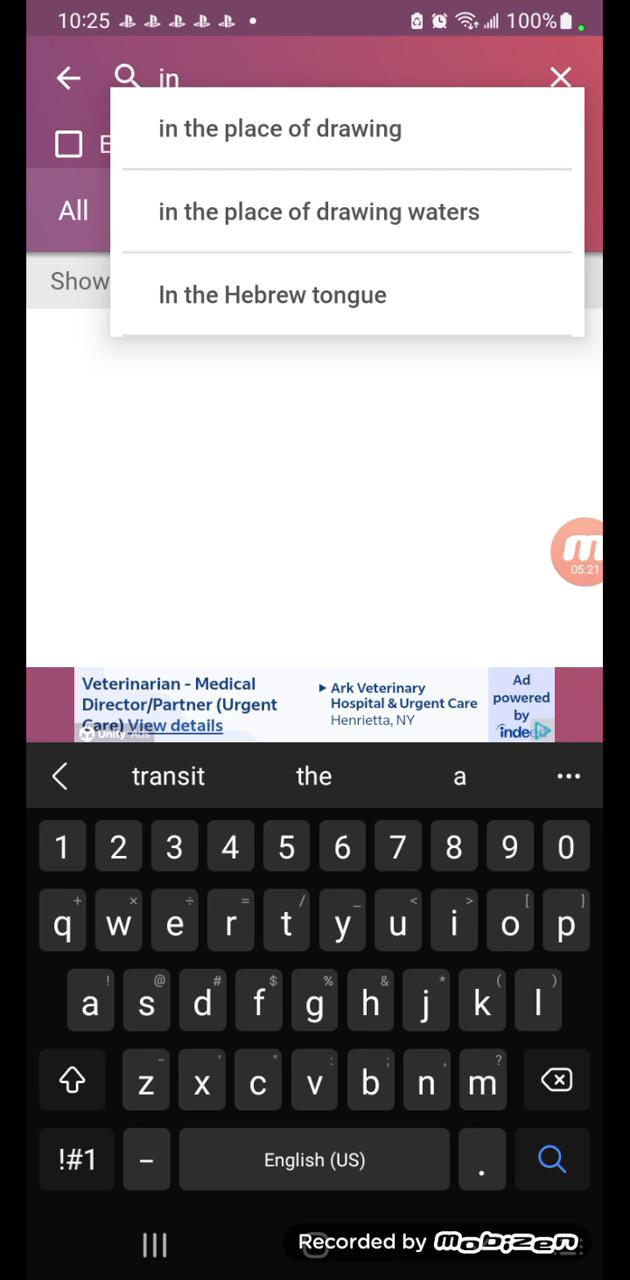 10:25 100%
in
in the place of drawing
All
in the place of drawing waters
Show
In the Hebrew tongue
05:21
Veterinarian - Medical
Director/Partner (Urgent
Care) View details
Ark Veterinary
Hospital & Urgent Care
Henrietta, NY
Ad
powered
by
indeed
Unity Ads
transit the a
1 2 3 4 5 6 7 8 9 0
q w e r t y u i o p
a s d f g h j k l
z x c v b n m
!#1 – English (US) .
Recorded by mobizen